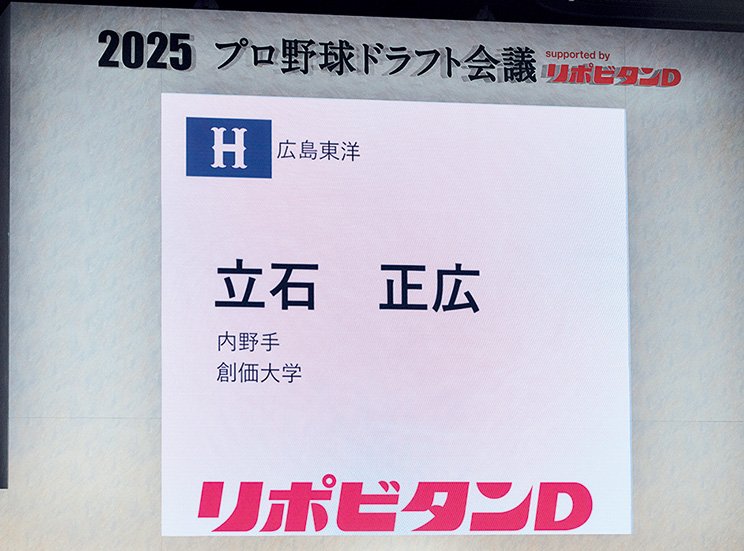 2025 プロ野球ドラフト会議 supported by リポビタンD
H 広島東洋
立石 正広
内野手
創価大学
リポビタンD